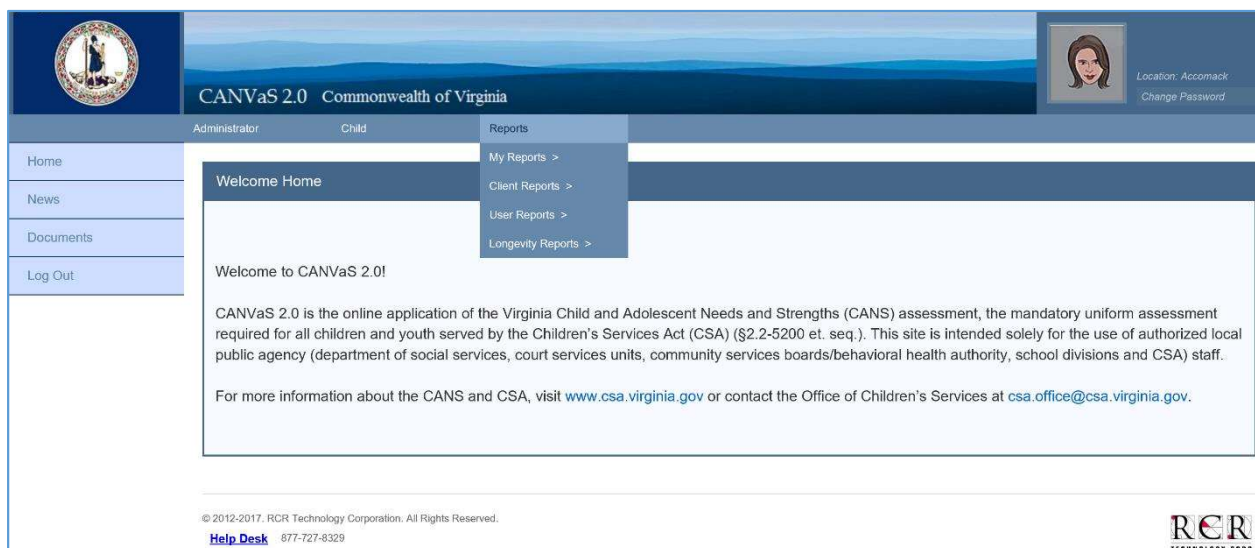 CANVaS 2.0 Commonwealth of Virginia
Location: Accomack
Change Password
Administrator Child Reports
Home
News
Documents
Log Out
My Reports >
Client Reports >
User Reports >
Longevity Reports >
Welcome Home
Welcome to CANVaS 2.0!
CANVaS 2.0 is the online application of the Virginia Child and Adolescent Needs and Strengths (CANS) assessment, the mandatory uniform assessment
required for all children and youth served by the Children's Services Act (CSA) (§2.2-5200 et. seq.). This site is intended solely for the use of authorized local
public agency (department of social services, court services units, community services boards/behavioral health authority, school divisions and CSA) staff.
For more information about the CANS and CSA, visit www.csa.virginia.gov or contact the Office of Children's Services at csa.office@csa.virginia.gov.
© 2012-2017. RCR Technology Corporation. All Rights Reserved.
Help Desk 877-727-8329
RCR